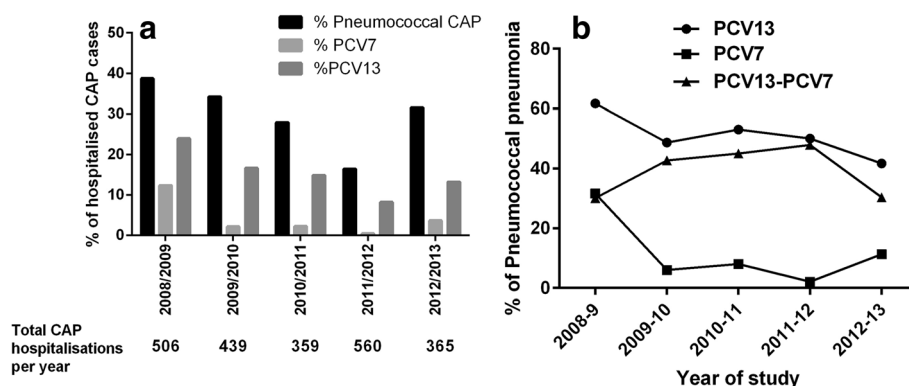 a
% Pneumococcal CAP
% PCV7
%PCV13
% of hospitalised CAP cases
50
40
30
20
10
0
2008/2009
2009/2010
2010/2011
2011/2012
2012/2013
Total CAP
hospitalisations
per year
506 439 359 560 365
b
PCV13
PCV7
PCV13-PCV7
% of Pneumococcal pneumonia
80
60
40
20
0
2008-9
2009-10
2010-11
2011-12
2012-13
Year of study